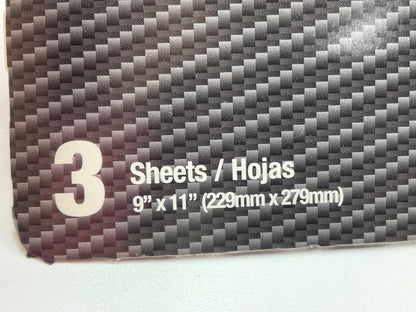 3
Sheets / Hojas
9” x 11” (229mm x 279mm)